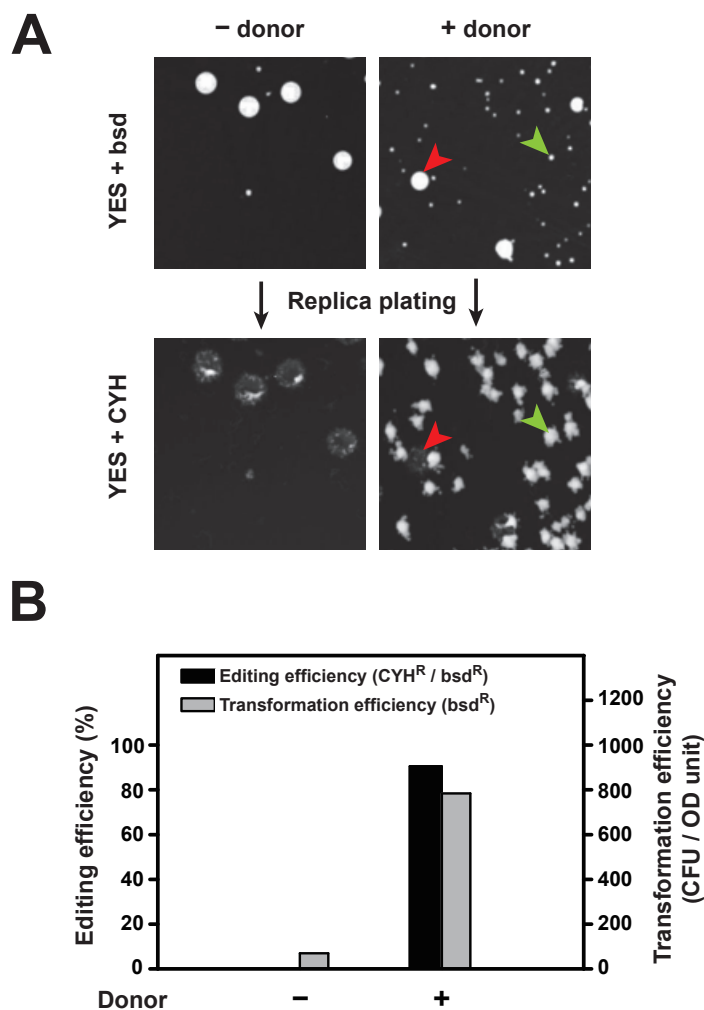 A
− donor
+ donor
YES + bsd
Replica plating
YES + CYH
B
Editing efficiency (CYH^R / bsd^R)
Transformation efficiency (bsd^R)
Editing efficiency (%)
100
80
60
40
20
0
1200
1000
800
600
400
200
0
Transformation efficiency
(CFU / OD unit)
Donor − +